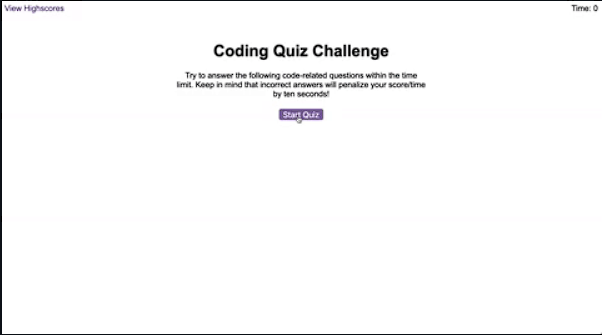 View Highscores
Time: 0
Coding Quiz Challenge
Try to answer the following code-related questions within the time
limit. Keep in mind that incorrect answers will penalize your score/time
by ten seconds!
Start Quiz